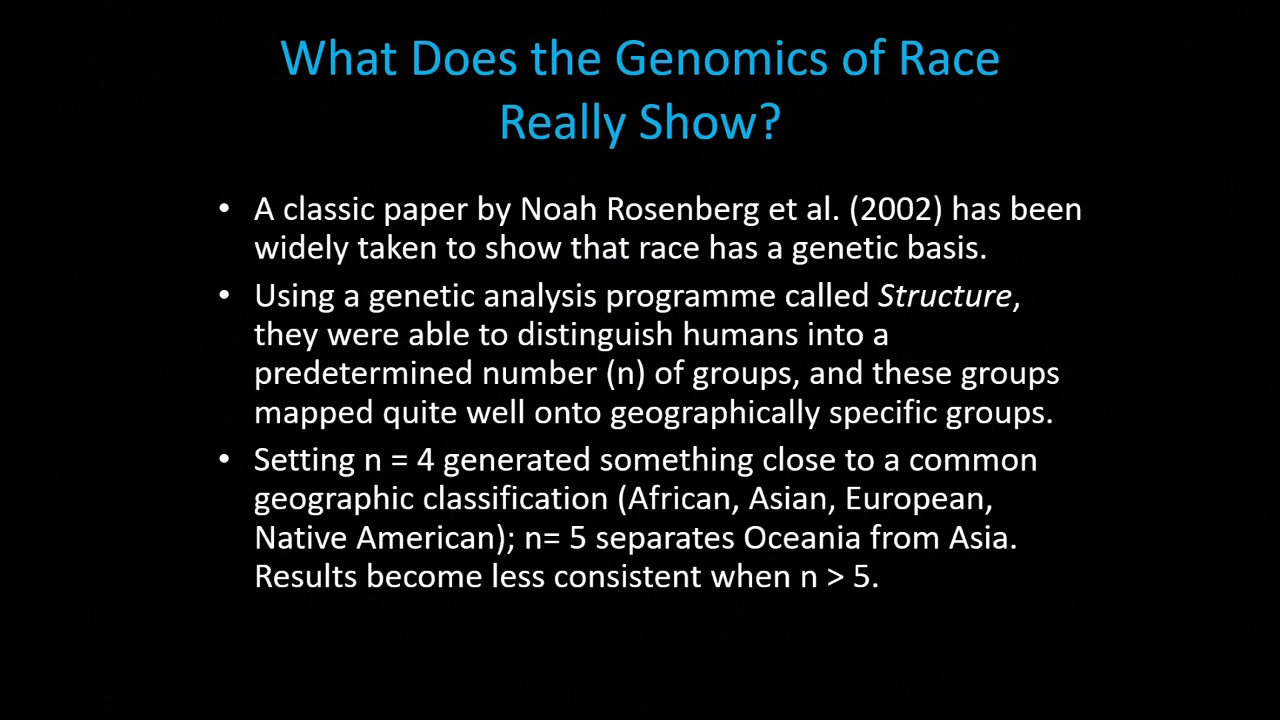 What Does the Genomics of Race
Really Show?
• A classic paper by Noah Rosenberg et al. (2002) has been
widely taken to show that race has a genetic basis.
• Using a genetic analysis programme called Structure,
they were able to distinguish humans into a
predetermined number (n) of groups, and these groups
mapped quite well onto geographically specific groups.
• Setting n = 4 generated something close to a common
geographic classification (African, Asian, European,
Native American); n= 5 separates Oceania from Asia.
Results become less consistent when n > 5.